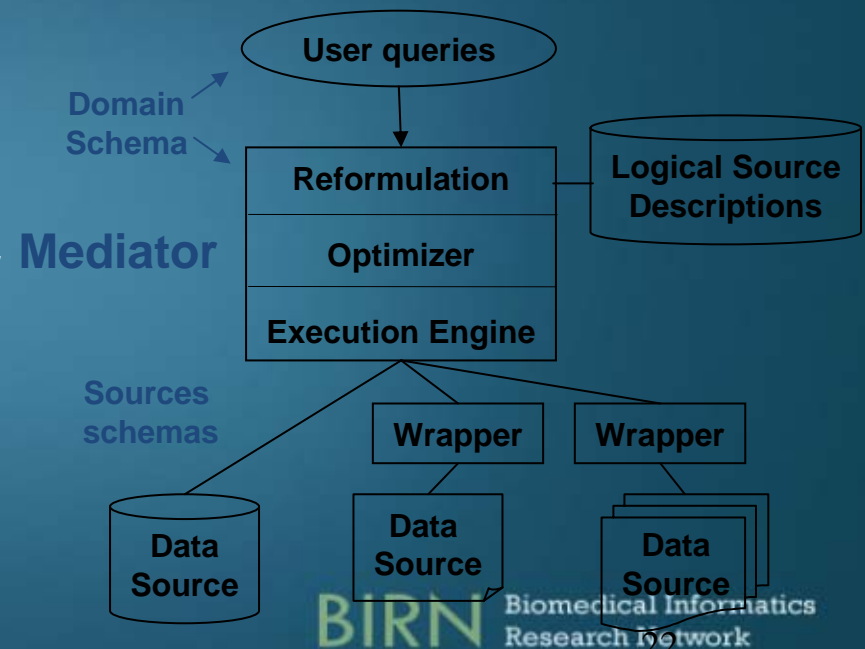 User queries
Domain
Schema
Reformulation
Logical Source
Descriptions
Mediator
Optimizer
Execution Engine
Sources
schemas
Wrapper
Wrapper
Data
Source
Data
Source
Data
Source
BIRN
Biomedical Informatics
Research Network
22